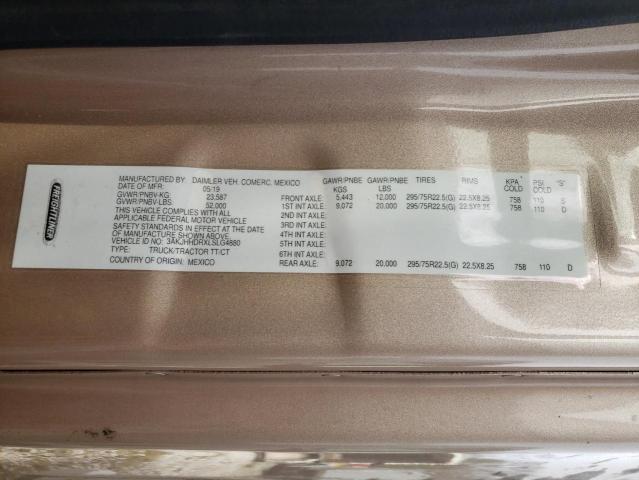 FREIGHTLINER
MANUFACTURED BY: DAIMLER VEH. COMERC. MEXICO
DATE OF MFR: 05/19
GVWR/PNBV-KG: 23,587
GVWR/PNBV-LBS: 52,000
THIS VEHICLE COMPLIES WITH ALL
APPLICABLE FEDERAL MOTOR VEHICLE
SAFETY STANDARDS IN EFFECT AT THE DATE
OF MANUFACTURE SHOWN ABOVE.
VEHICLE ID NO: 3AKJHHDRXLSLG4880
TYPE: TRUCK/TRACTOR TT/CT
COUNTRY OF ORIGIN: MEXICO
GAWR/PNBE GAWR/PNBE TIRES RIMS KPA PSI "S"
KGS LBS COLD COLD
FRONT AXLE: 5,443 12,000 295/75R22.5(G) 22.5X8.25 758 110 S
1ST INT AXLE: 9,072 20,000 295/75R22.5(G) 22.5X8.25 758 110 D
2ND INT AXLE:
3RD INT AXLE:
4TH INT AXLE:
5TH INT AXLE:
6TH INT AXLE:
REAR AXLE: 9,072 20,000 295/75R22.5(G) 22.5X8.25 758 110 D